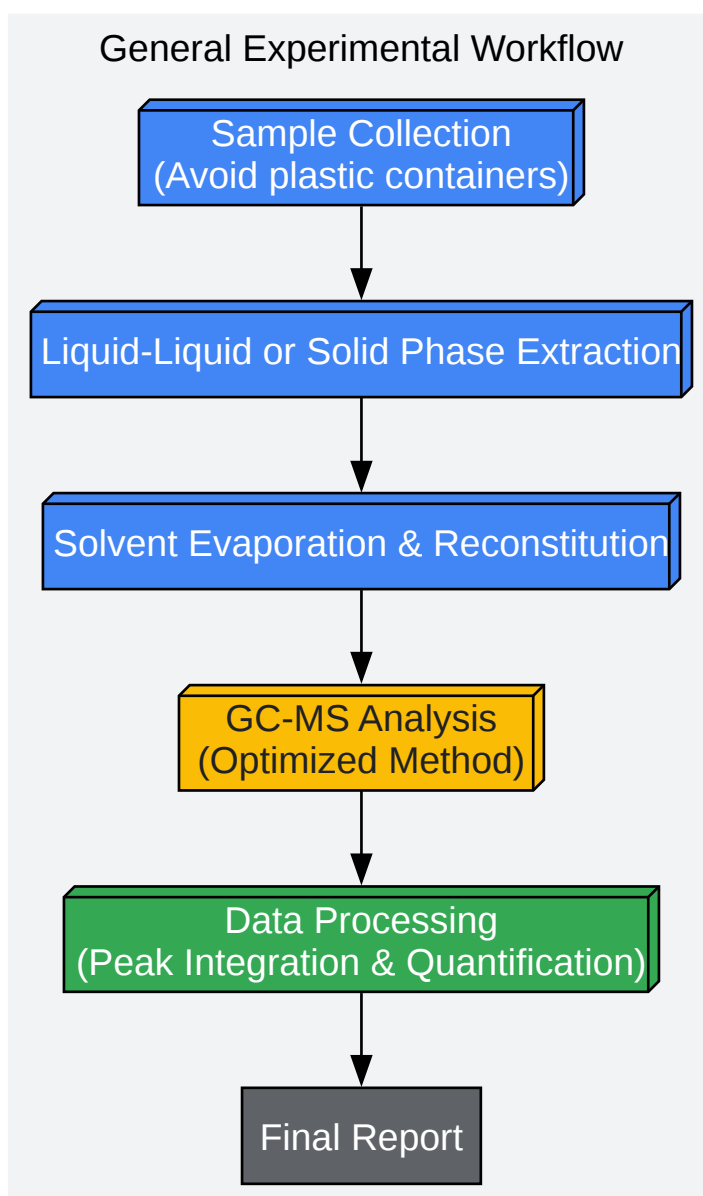 General Experimental Workflow
Sample Collection
(Avoid plastic containers)
Liquid-Liquid or Solid Phase Extraction
Solvent Evaporation & Reconstitution
GC-MS Analysis
(Optimized Method)
Data Processing
(Peak Integration & Quantification)
Final Report